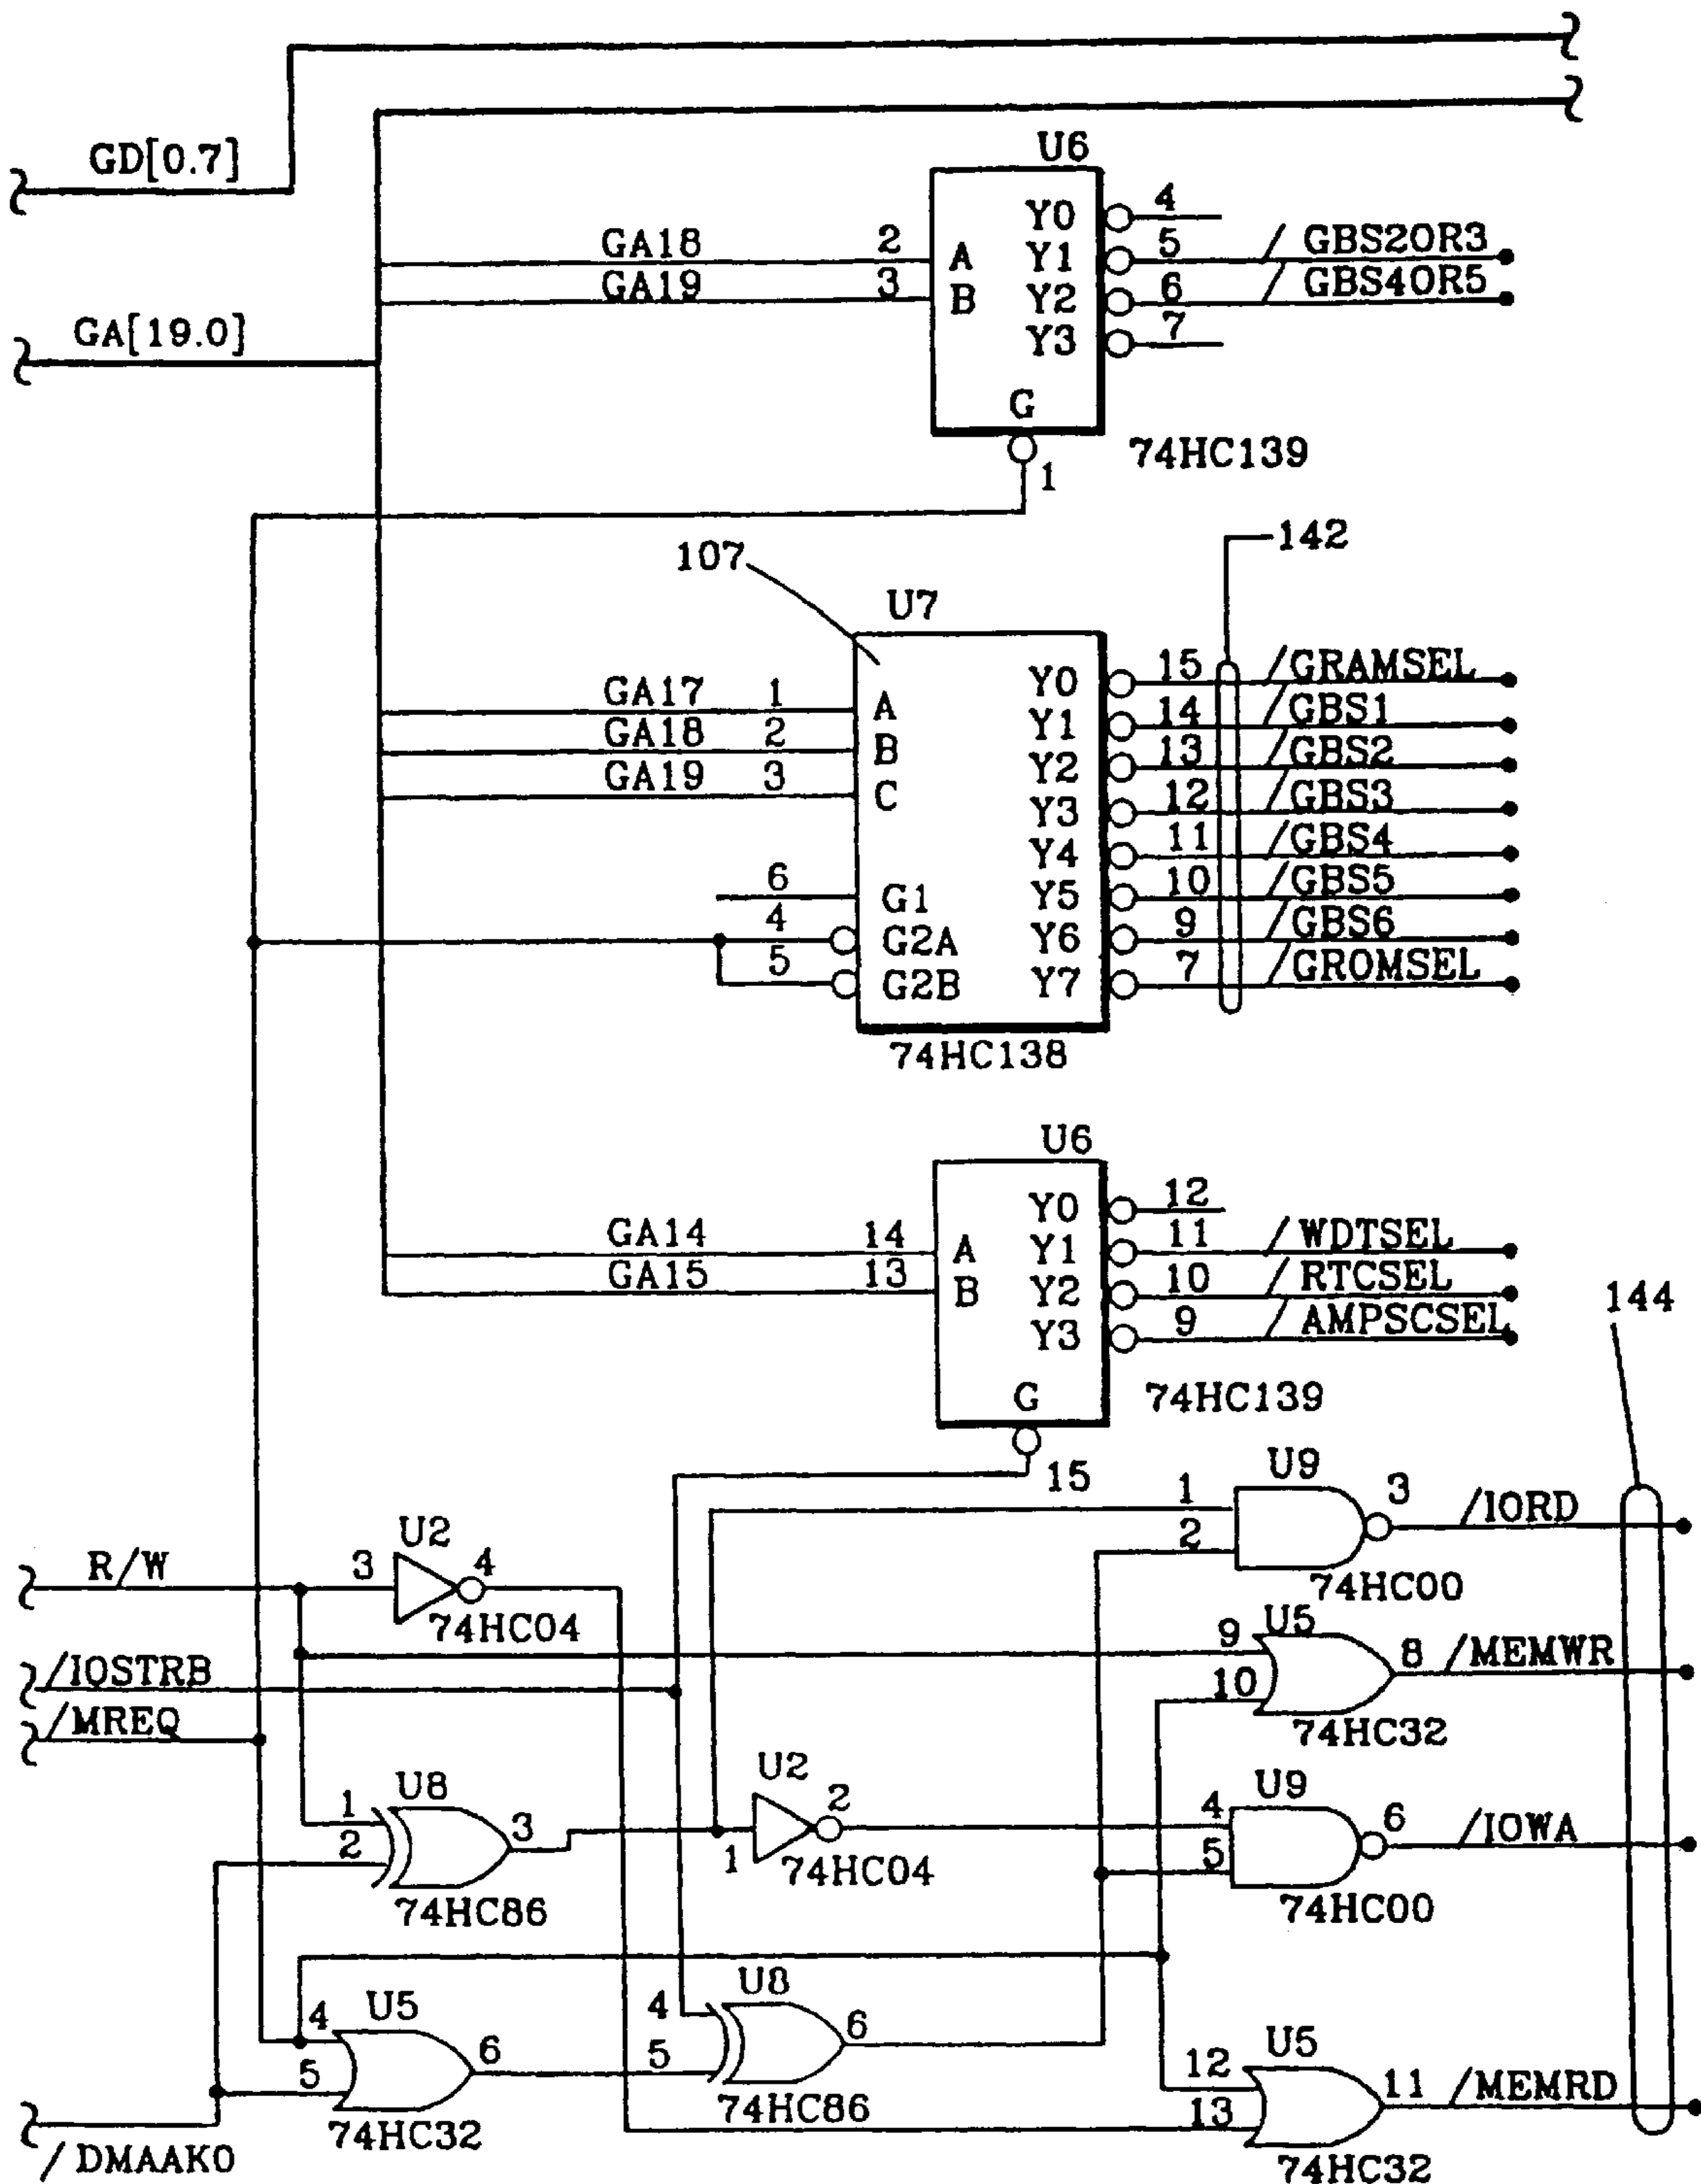 GD[0.7]
U6
Y0 4
GA18 2 A Y1 5 / GBS2OR3
GA19 3 B Y2 6 / GBS4OR5
Y3 7
GA[19.0]
G
74HC139
1
142
107
U7
Y0 15 /GRAMSEL
GA17 1 A Y1 14 /GBS1
GA18 2 B Y2 13 /GBS2
GA19 3 C Y3 12 /GBS3
Y4 11 /GBS4
6 G1 Y5 10 /GBS5
4 G2A Y6 9 /GBS6
5 G2B Y7 7 /GROMSEL
74HC138
U6
Y0 12
GA14 14 A Y1 11 / WDTSEL
GA15 13 B Y2 10 / RTCSEL
Y3 9 / AMPSCSEL
144
G
74HC139
15
U9
1 3 /IORD
2
74HC00
R/W
U2
3 4
74HC04
U5
9 8 /MEMWR
10
74HC32
/IOSTRB
/MREQ
U8
1 3
2
74HC86
U2
1 2
74HC04
U9
4 6 /IOWA
5
74HC00
U5
4 6
5
74HC32
U8
4 6
5
74HC86
U5
12 11 /MEMRD
13
74HC32
/ DMAAK0